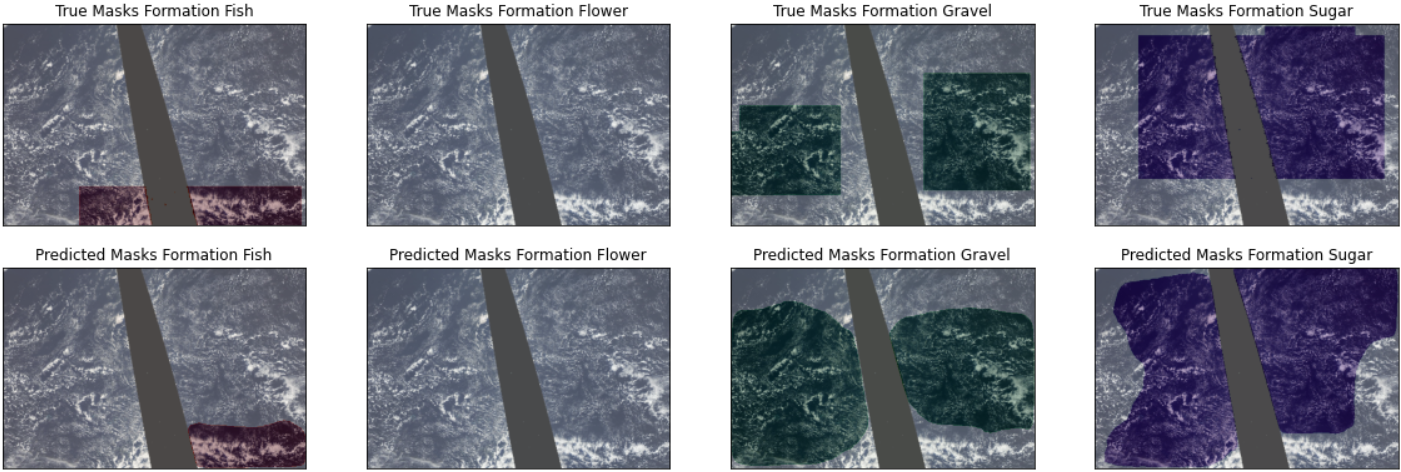 True Masks Formation Fish
True Masks Formation Flower
True Masks Formation Gravel
True Masks Formation Sugar
Predicted Masks Formation Fish
Predicted Masks Formation Flower
Predicted Masks Formation Gravel
Predicted Masks Formation Sugar